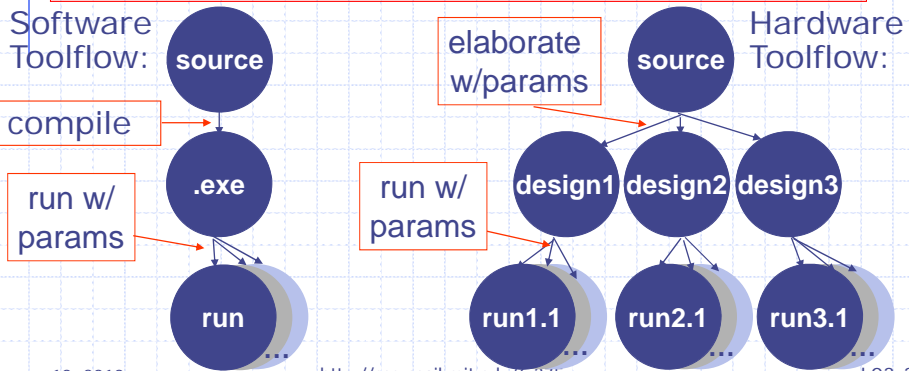 Software
Toolflow:
source
compile
.exe
run w/
params
run
...
elaborate
w/params
Hardware
Toolflow:
source
design1
design2
design3
run w/
params
run1.1
...
run2.1
...
run3.1
...